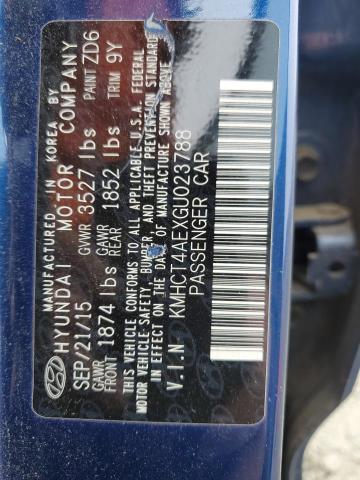 MANUFACTURED IN KOREA BY
HYUNDAI MOTOR COMPANY
SEP/21/15 GVWR 3527 lbs PAINT ZD6
GAWR FRONT 1874 lbs GAWR REAR 1852 lbs TRIM 9Y
THIS VEHICLE CONFORMS TO ALL APPLICABLE U.S.A. FEDERAL
MOTOR VEHICLE-SAFETY, BUMPER, AND THEFT PREVENTION STANDARDS
IN EFFECT ON THE DATE OF MANUFACTURE SHOWN ABOVE.
V.I.N KMHCT4AEXGU023788
PASSENGER CAR